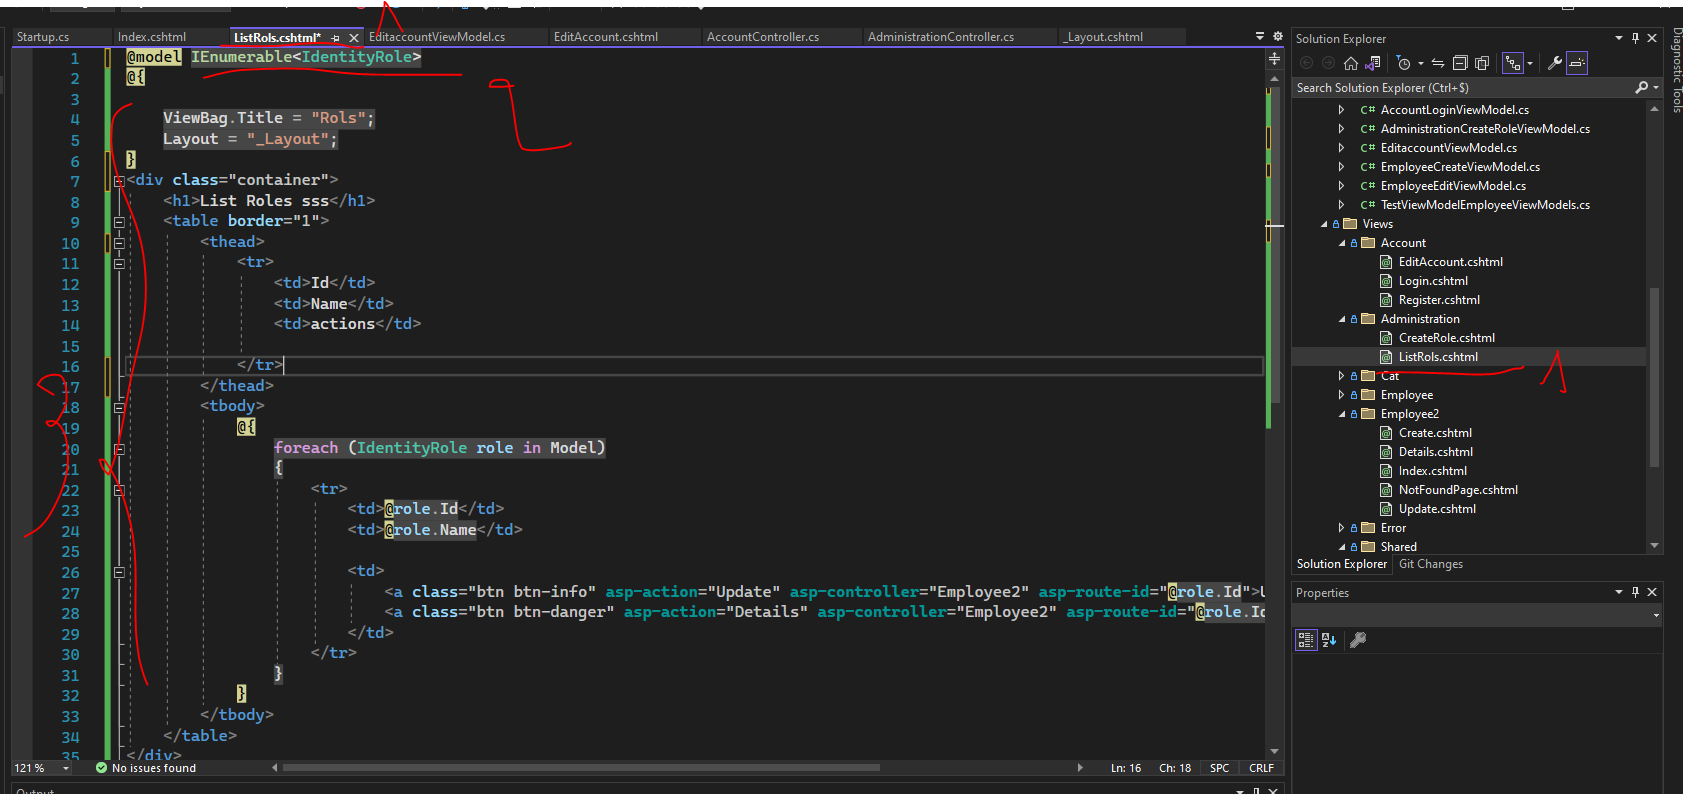 Startup.cs Index.cshtml ListRols.cshtml* EditaccountViewModel.cs EditAccount.cshtml AccountController.cs AdministrationController.cs _Layout.cshtml
1 @model IEnumerable<IdentityRole>
2 @{
3
4 ViewBag.Title = "Rols";
5 Layout = "_Layout";
6 }
7 <div class="container">
8 <h1>List Roles sss</h1>
9 <table border="1">
10 <thead>
11 <tr>
12 <td>Id</td>
13 <td>Name</td>
14 <td>actions</td>
15
16 </tr>
17 </thead>
18 <tbody>
19 @{
20 foreach (IdentityRole role in Model)
21 {
22 <tr>
23 <td>@role.Id</td>
24 <td>@role.Name</td>
25
26 <td>
27 <a class="btn btn-info" asp-action="Update" asp-controller="Employee2" asp-route-id="@role.Id">U
28 <a class="btn btn-danger" asp-action="Details" asp-controller="Employee2" asp-route-id="@role.Id
29 </td>
30 </tr>
31 }
32 }
33 </tbody>
34 </table>
35 </div>
121 % No issues found Ln: 16 Ch: 18 SPC CRLF
Output
Solution Explorer
Search Solution Explorer (Ctrl+$)
C# AccountLoginViewModel.cs
C# AdministrationCreateRoleViewModel.cs
C# EditaccountViewModel.cs
C# EmployeeCreateViewModel.cs
C# EmployeeEditViewModel.cs
C# TestViewModelEmployeeViewModels.cs
Views
Account
EditAccount.cshtml
Login.cshtml
Register.cshtml
Administration
CreateRole.cshtml
ListRols.cshtml
1
Cat
Employee
Employee2
Create.cshtml
Details.cshtml
Index.cshtml
NotFoundPage.cshtml
Update.cshtml
Error
Shared
Solution Explorer Git Changes
Properties
Diagnostic Tools